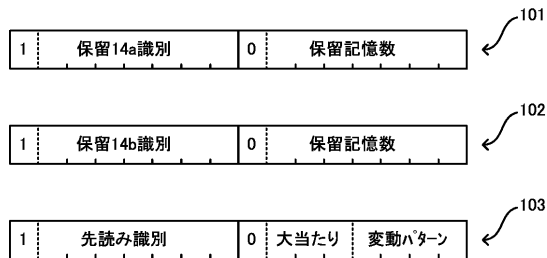 101
1 保留14a識別 0 保留記憶数
102
1 保留14b識別 0 保留記憶数
103
1 先読み識別 0 大当たり 変動パターン